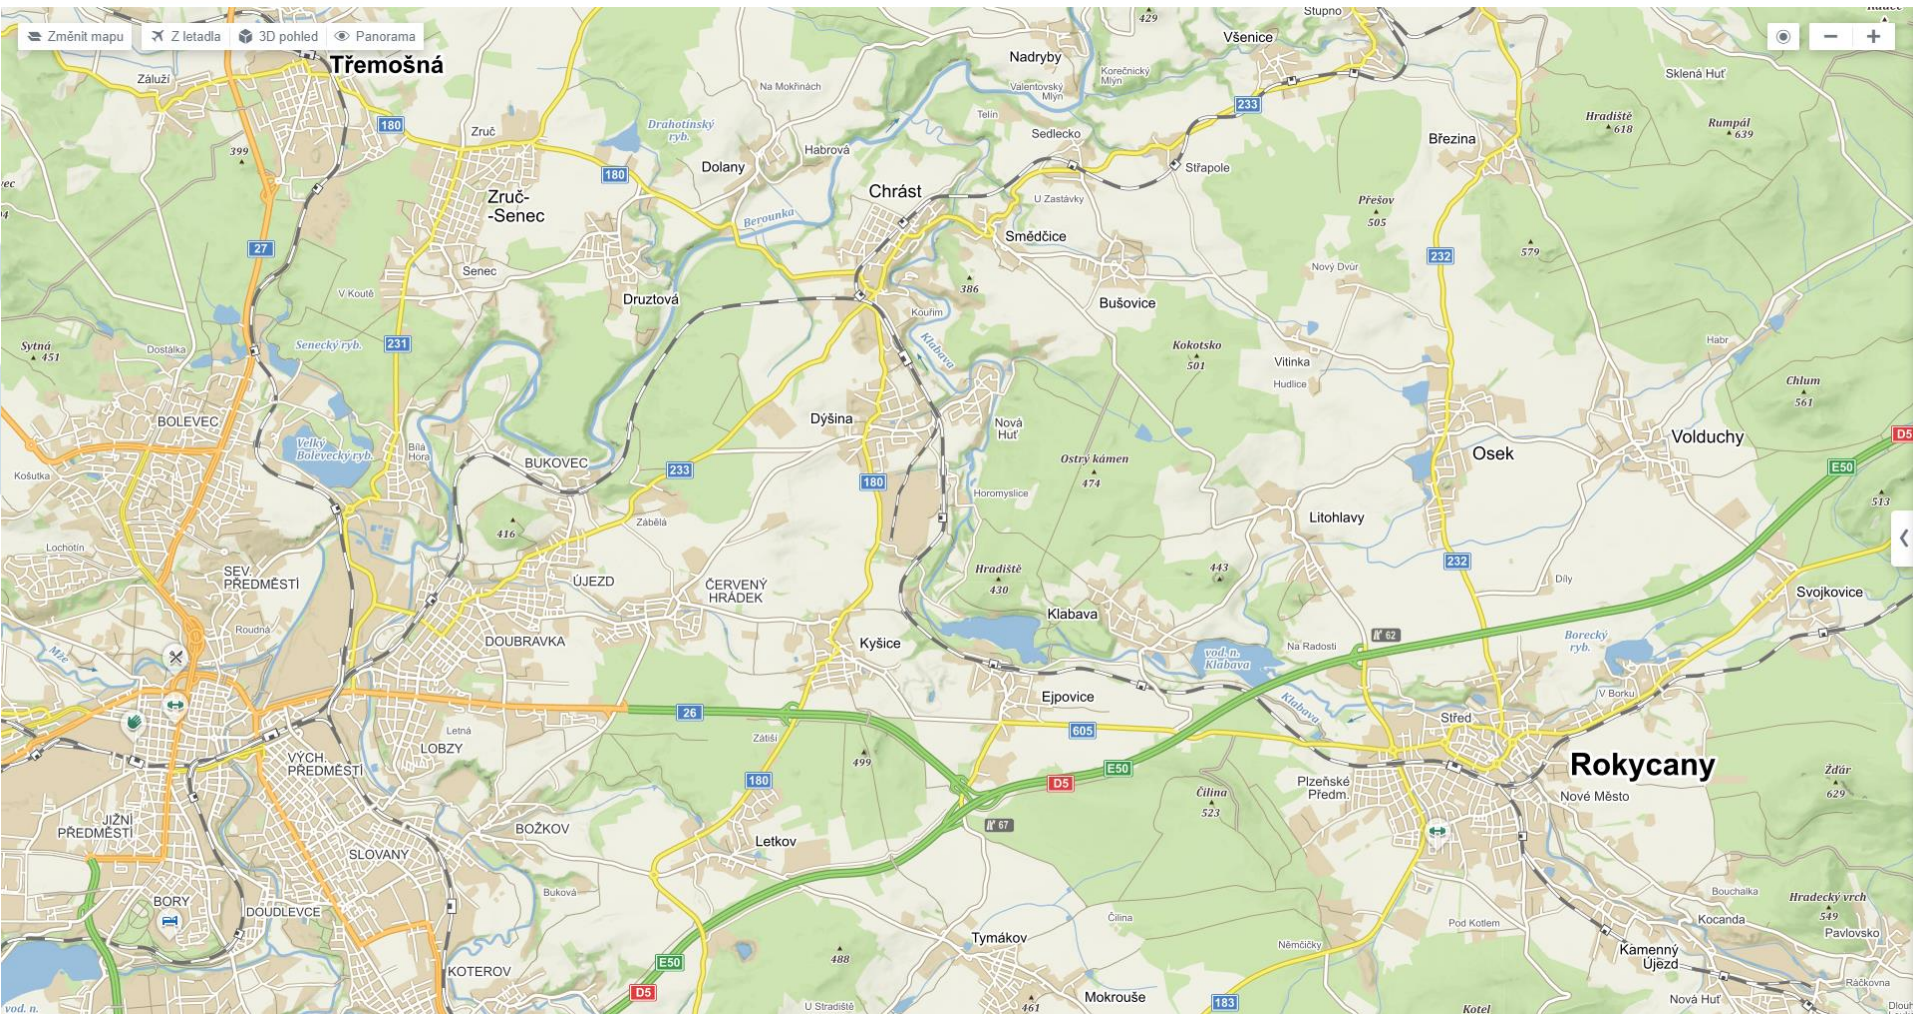 Změnit mapu
Z letadla
3D pohled
Panorama
Třemošná
Záluží
180
399
27
Zruč
Zruč-
-Senec
Senec
V Koutě
231
Senecký ryb.
Sytná
451
Dostálka
BOLEVEC
Velký
Bolevecký ryb.
Bílá
Hora
Košutka
Lochotín
SEV.
PŘEDMĚSTÍ
Roudná
Mže
429
Stupno
Všenice
Nadryby
Korečnický
Mlýn
Valentovský
Mlýn
Na Mokřinách
Telín
Sedlecko
Drahotínský
ryb.
Habrová
Dolany
180
Chrást
Berounka
U Zastávky
Střapole
233
Smědčice
Druztová
386
Bušovice
Kouřim
Klabava
Dýšina
Nová
Huť
BUKOVEC
233
180
Zábělá
416
Horomyslice
Ostrý kámen
474
Kokotsko
501
Hradiště
430
443
ÚJEZD
ČERVENÝ
HRÁDEK
DOUBRAVKA
Kyšice
Klabava
vod. n.
Klabava
Ejpovice
Sklená Huť
Hradiště
618
Rumpál
639
Březina
Přešov
505
579
232
Nový Dvůr
Habr
Vitinka
Hudlice
Chlum
561
Osek
Volduchy
D5
E50
513
Litohlavy
232
Díly
Svojkovice
62
Na Radosti
Borecký
ryb.
V Borku
Klabava
Střed
Rokycany
Plzeňské
Předm.
Nové Město
Žďár
629
26
Letná
LOBZY
Zátiší
605
499
VÝCH.
PŘEDMĚSTÍ
180
D5
E50
Čilina
523
67
JIŽNÍ
PŘEDMĚSTÍ
BOŽKOV
Letkov
SLOVANY
Buková
BORY
DOUDLEVCE
Čilina
Tymákov
Němčičky
Pod Kotlem
Bouchalka
Hradecký vrch
549
Kocanda
Pavlovsko
Kamenný
Újezd
Ráčkovna
KOTEROV
E50
D5
488
U Stradiště
461
Mokrouše
183
Kotel
Nová Huť
vod. n.